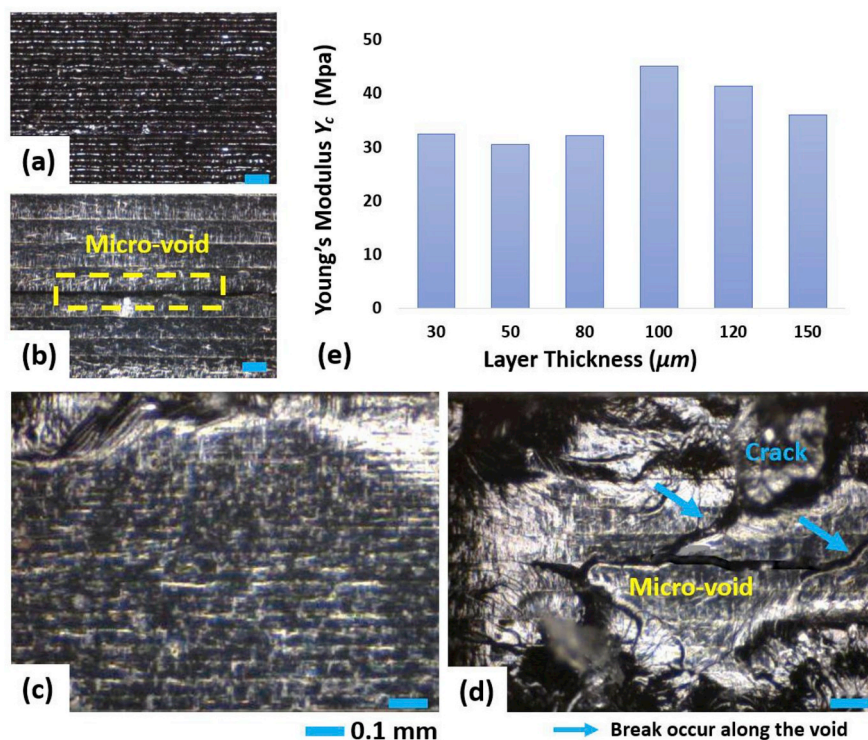 (a)
Micro-void
(b)
50
40
30
20
10
0
Young's Modulus Yc (Mpa)
30 50 80 100 120 150
Layer Thickness (μm)
(e)
(c)
Crack
Micro-void
(d)
0.1 mm
Break occur along the void